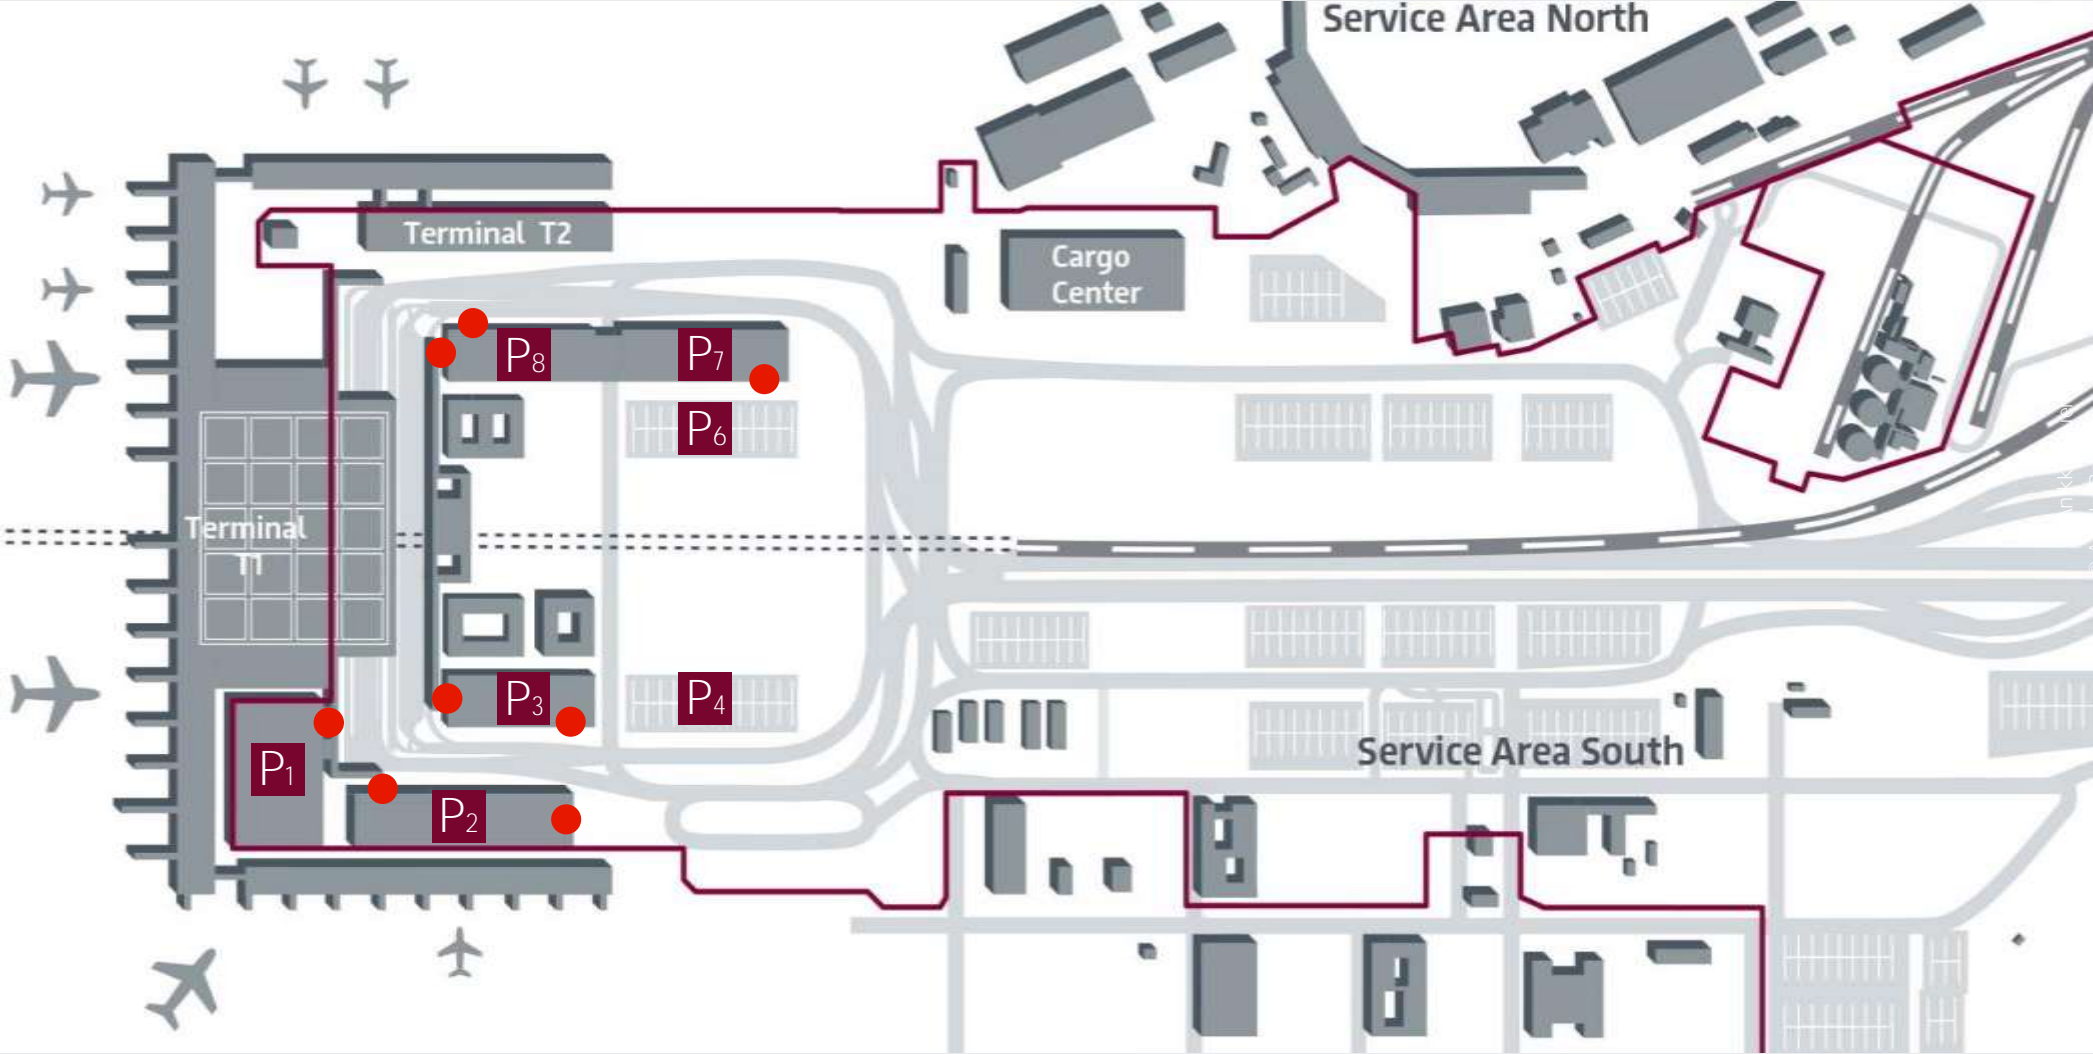 Service Area North
Terminal T2
Cargo
Center
P8
P7
P6
Terminal
T1
P3
P4
Service Area South
P1
P2